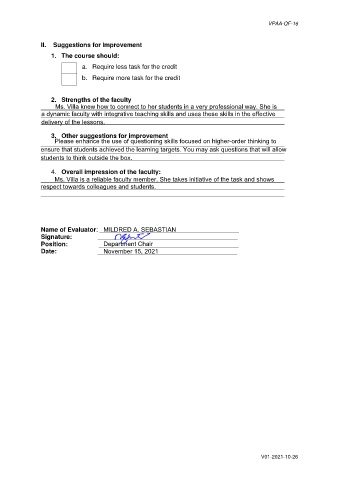 VPAA-QF-16
II. Suggestions for Improvement
1. The course should:
a. Require less task for the credit
b. Require more task for the credit
2. Strengths of the faculty
Ms. Villa knew how to connect to her students in a very professional way. She is
a dynamic faculty with integrative teaching skills and uses these skills in the effective
delivery of the lessons.
3. Other suggestions for improvement
Please enhance the use of questioning skills focused on higher-order thinking to
ensure that students achieved the learning targets. You may ask questions that will allow
students to think outside the box.
4. Overall impression of the faculty:
Ms. Villa is a reliable faculty member. She takes initiative of the task and shows
respect towards colleagues and students.
Name of Evaluator: MILDRED A. SEBASTIAN
Signature:
Position: Department Chair
Date: November 15, 2021
V01-2021-10-26